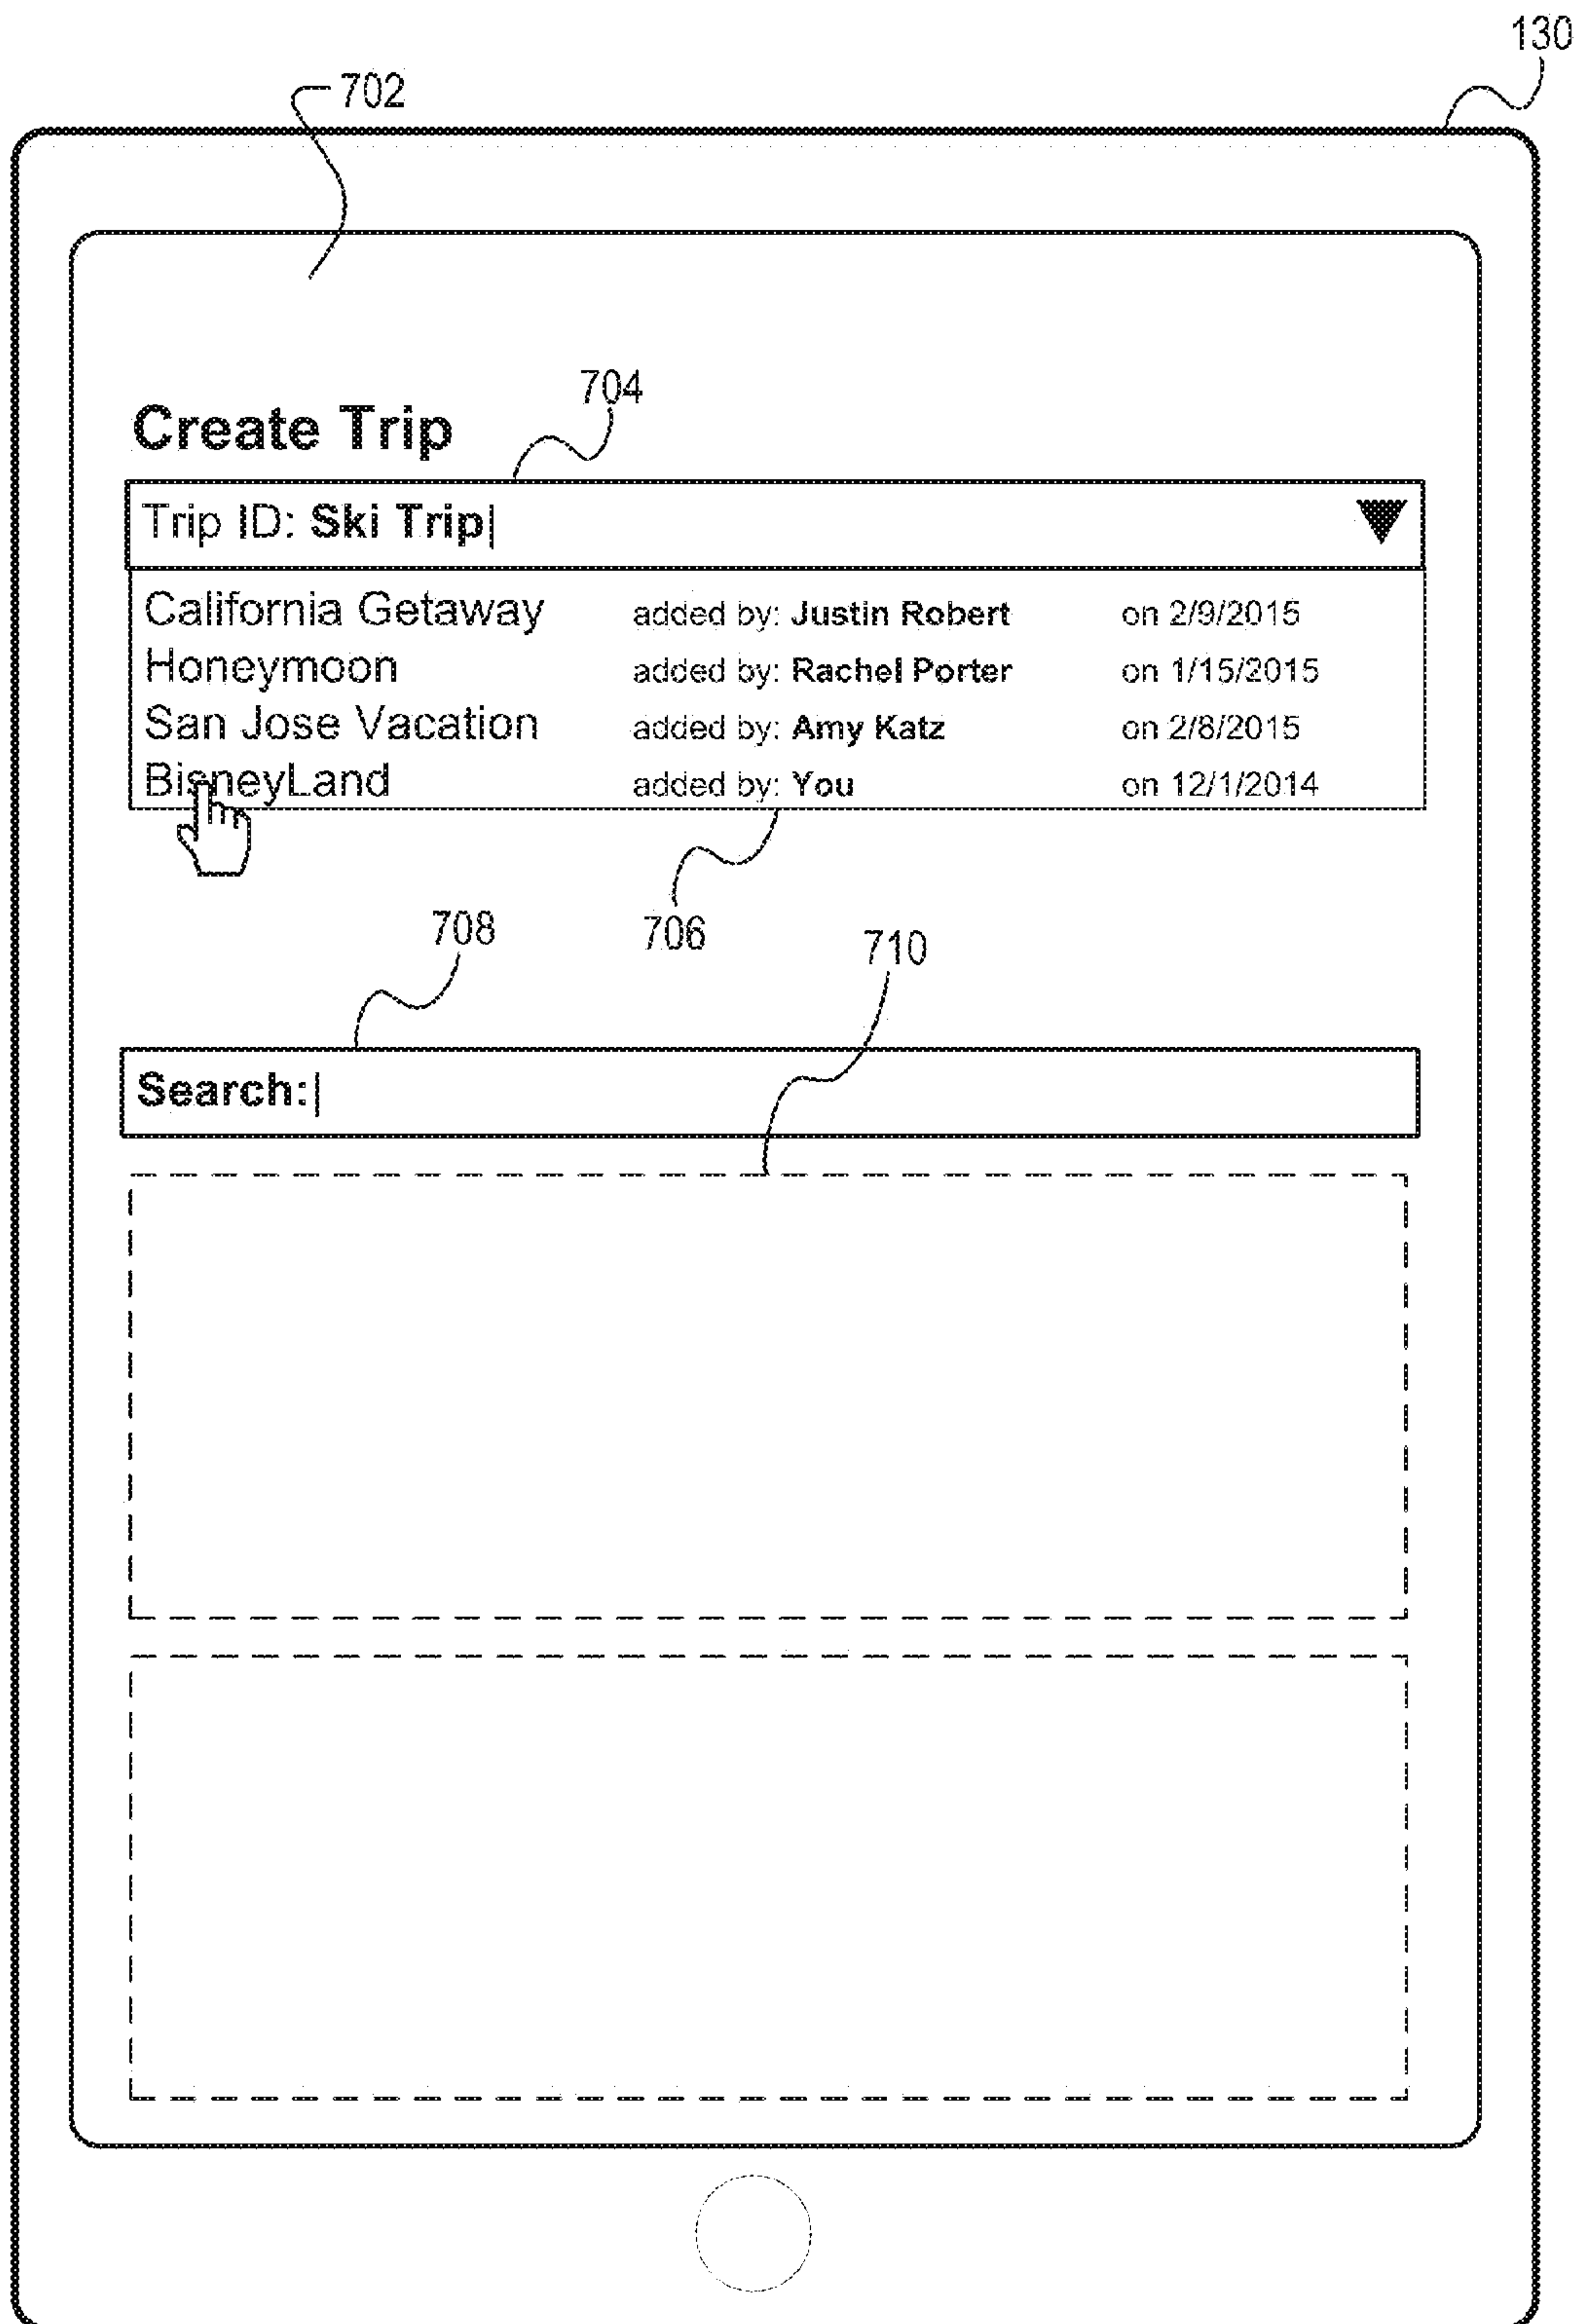 130
702
704
Create Trip
Trip ID: Ski Trip
California Getaway added by: Justin Robert on 2/9/2015
Honeymoon added by: Rachel Porter on 1/15/2015
San Jose Vacation added by: Amy Katz on 2/8/2015
BisneyLand added by: You on 12/1/2014
706
708
710
Search: